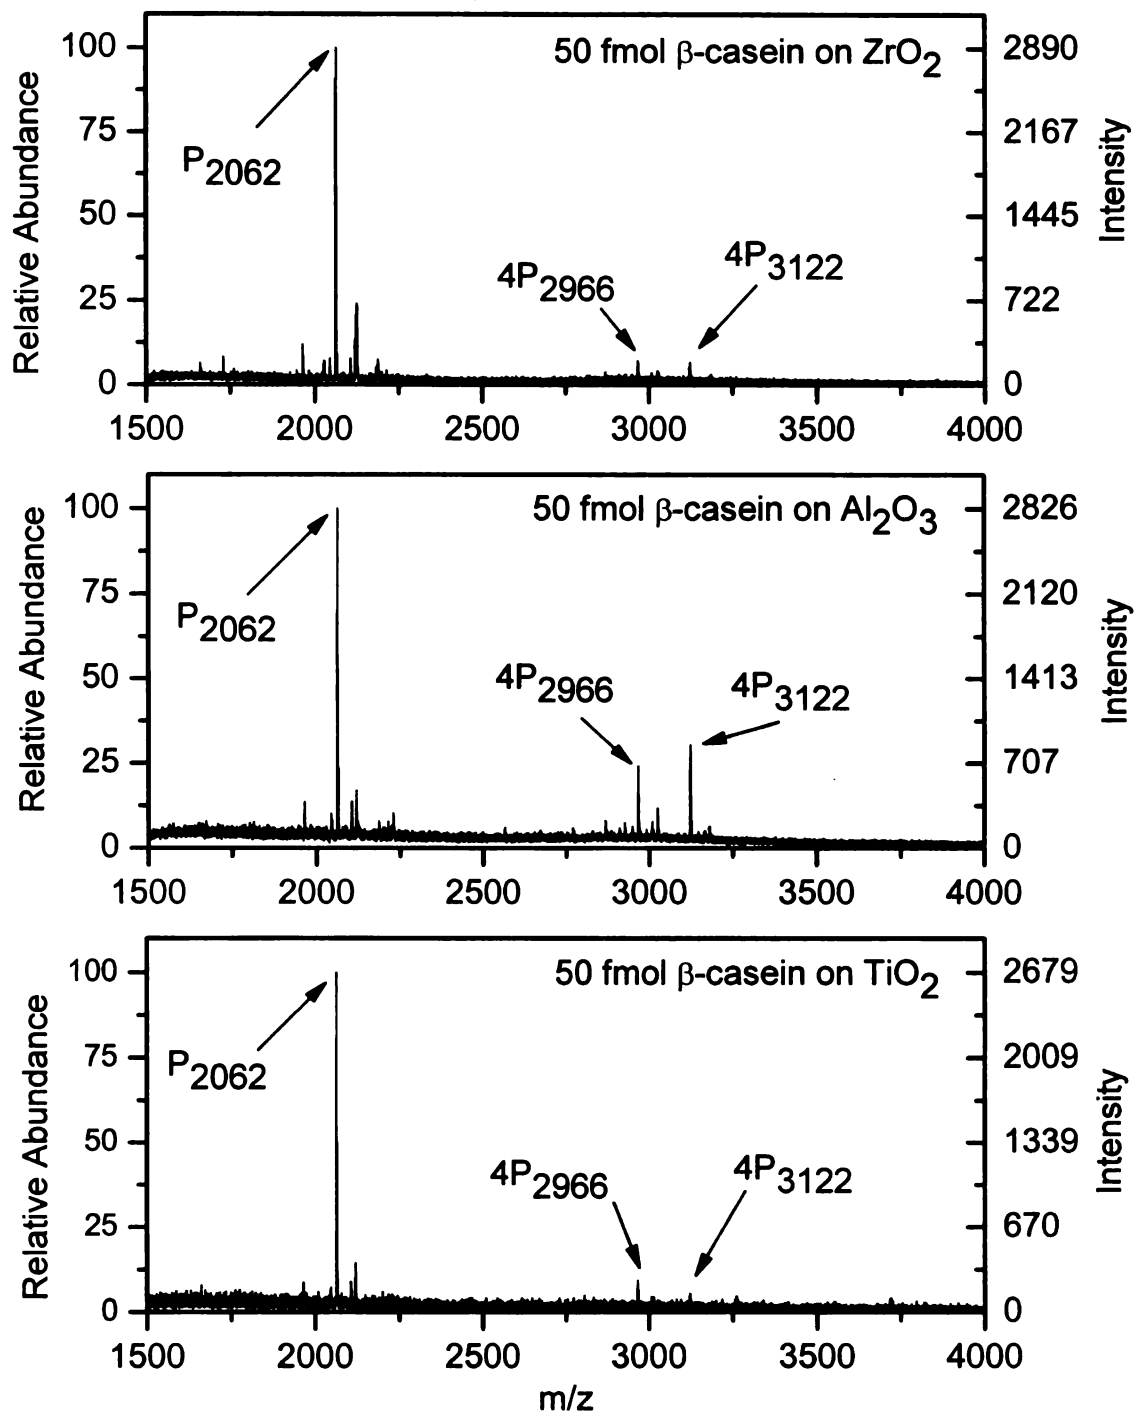 50 fmol β-casein on ZrO2
100
75
50
25
0
Relative Abundance
2890
2167
1445
722
0
Intensity
P2062
4P2966
4P3122
1500 2000 2500 3000 3500 4000
50 fmol β-casein on Al2O3
100
75
50
25
0
Relative Abundance
2826
2120
1413
707
0
Intensity
P2062
4P2966
4P3122
1500 2000 2500 3000 3500 4000
50 fmol β-casein on TiO2
100
75
50
25
0
Relative Abundance
2679
2009
1339
670
0
Intensity
P2062
4P2966
4P3122
1500 2000 2500 3000 3500 4000
m/z